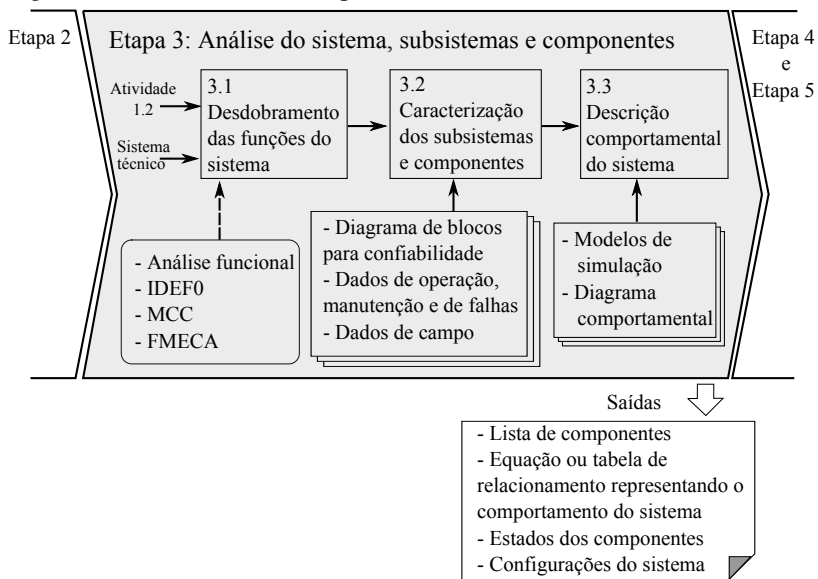 Etapa 2
Etapa 3: Análise do sistema, subsistemas e componentes
Etapa 4
e
Etapa 5
Atividade
1.2
Sistema
técnico
3.1
Desdobramento
das funções do
sistema
3.2
Caracterização
dos subsistemas
e componentes
3.3
Descrição
comportamental
do sistema
- Análise funcional
- IDEF0
- MCC
- FMECA
- Diagrama de blocos
para confiabilidade
- Dados de operação,
manutenção e de falhas
- Dados de campo
- Modelos de
simulação
- Diagrama
comportamental
Saídas
- Lista de componentes
- Equação ou tabela de
relacionamento representando o
comportamento do sistema
- Estados dos componentes
- Configurações do sistema